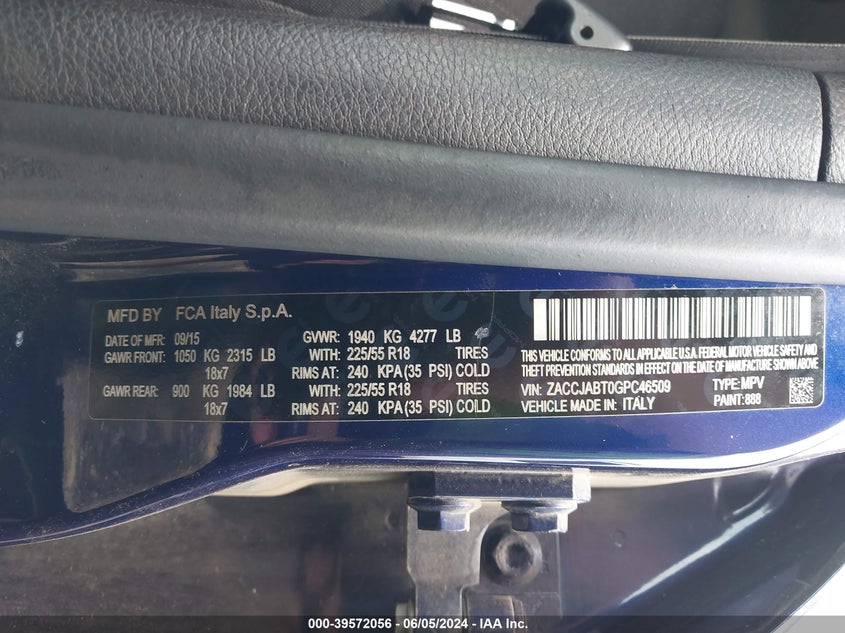 MFD BY FCA Italy S.p.A.
DATE OF MFR: 09/15 GVWR: 1940 KG 4277 LB
GAWR FRONT: 1050 KG 2315 LB WITH: 225/55 R18 TIRES
18x7 RIMS AT: 240 KPA (35 PSI) COLD
GAWR REAR: 900 KG 1984 LB WITH: 225/55 R18 TIRES
18x7 RIMS AT: 240 KPA (35 PSI) COLD
THIS VEHICLE CONFORMS TO ALL APPLICABLE U.S.A. FEDERAL MOTOR VEHICLE SAFETY AND
THEFT PREVENTION STANDARDS IN EFFECT ON THE DATE OF MANUFACTURE SHOWN ABOVE
VIN: ZACCJABT0GPC46509 TYPE: MPV
VEHICLE MADE IN: ITALY PAINT: 888
000-39572056 - 06/05/2024 - IAA Inc.